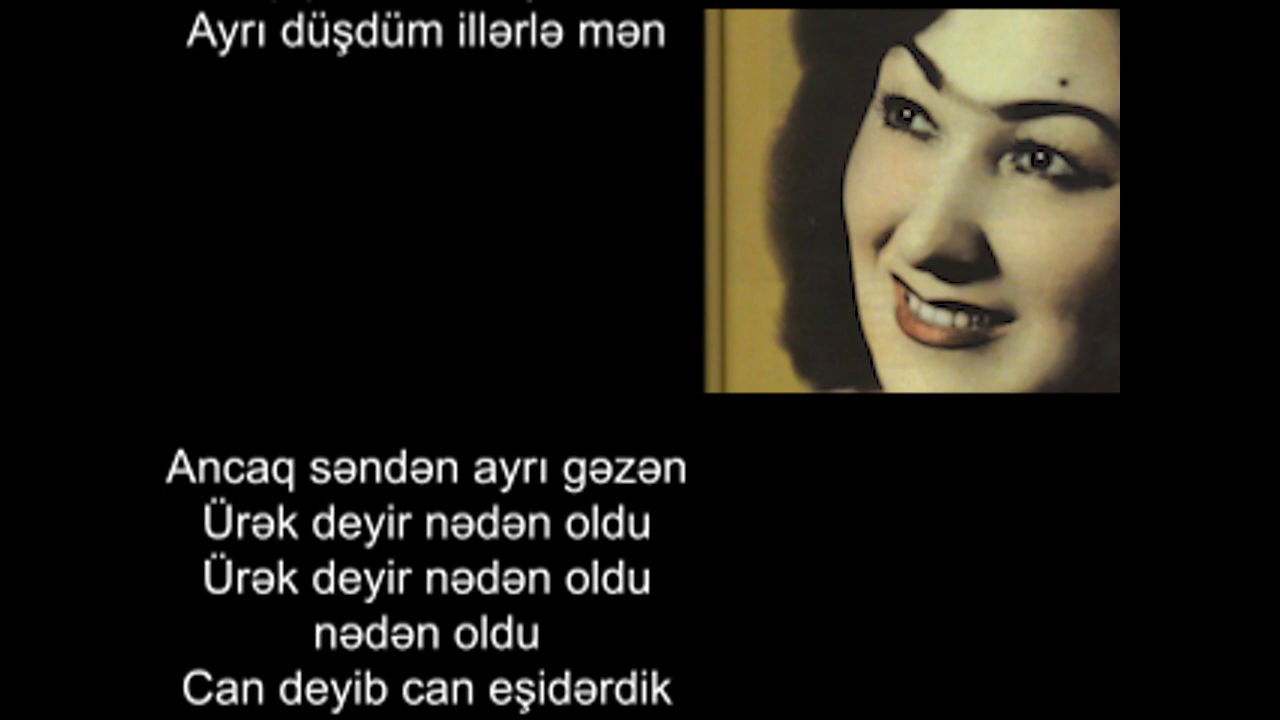 Ayrı düşdüm illərlə mən
Ancaq səndən ayrı gəzən
Ürək deyir nədən oldu
Ürək deyir nədən oldu
nədən oldu
Can deyib can eşidərdik